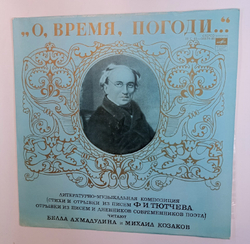 „О, ВРЕМЯ, ПОГОДИ..."
ЛИТЕРАТУРНО-МУЗЫКАЛЬНАЯ КОМПОЗИЦИЯ
(СТИХИ И ОТРЫВКИ ИЗ ПИСЕМ Ф.И.ТЮТЧЕВА
ОТРЫВКИ ИЗ ПИСЕМ И ДНЕВНИКОВ СОВРЕМЕННИКОВ ПОЭТА)
ЧИТАЮТ
БЕЛЛА АХМАДУЛИНА И МИХАИЛ КОЗАКОВ